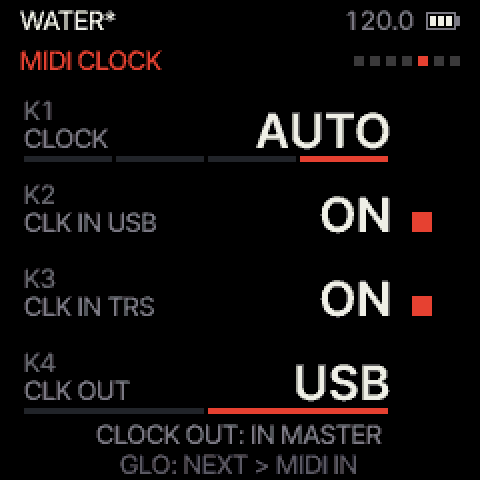 WATER* 120.0
MIDI CLOCK
K1
CLOCK AUTO
K2
CLK IN USB ON
K3
CLK IN TRS ON
K4
CLK OUT USB
CLOCK OUT: IN MASTER
GLO: NEXT > MIDI IN